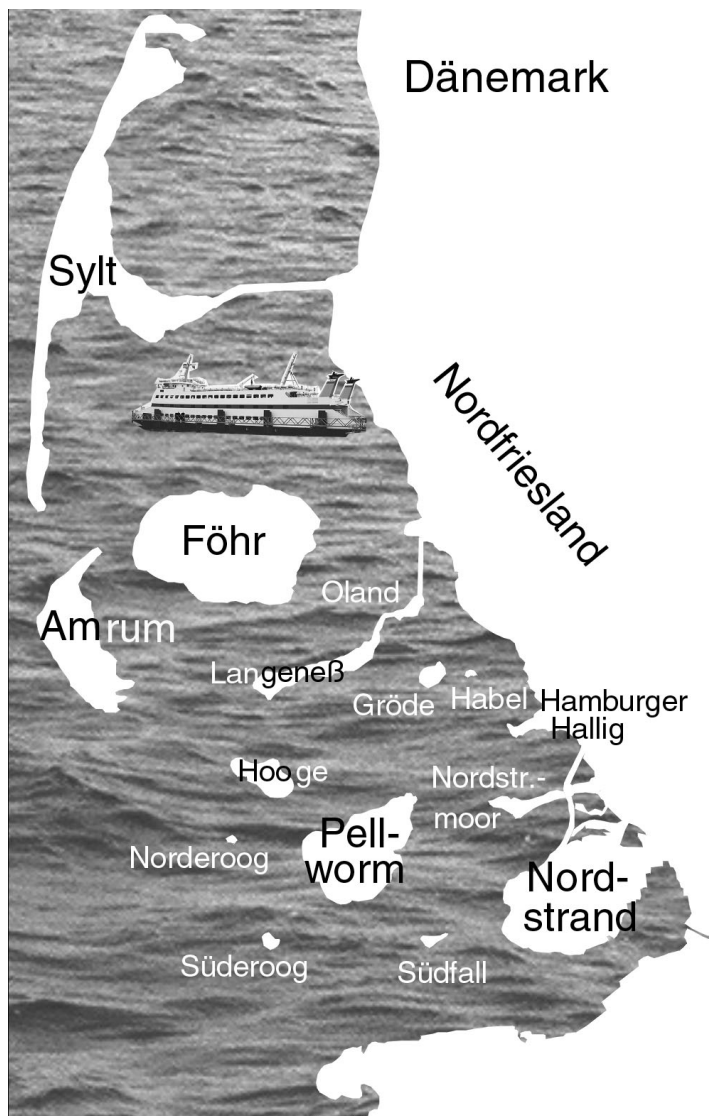 Dänemark
Sylt
Nordfriesland
Föhr
Oland
Amrum
Langeneß
Gröde
Habel
Hamburger
Hallig
Hooge
Nordstr.-
moor
Pell-
worm
Norderoog
Nord-
strand
Süderoog
Südfall